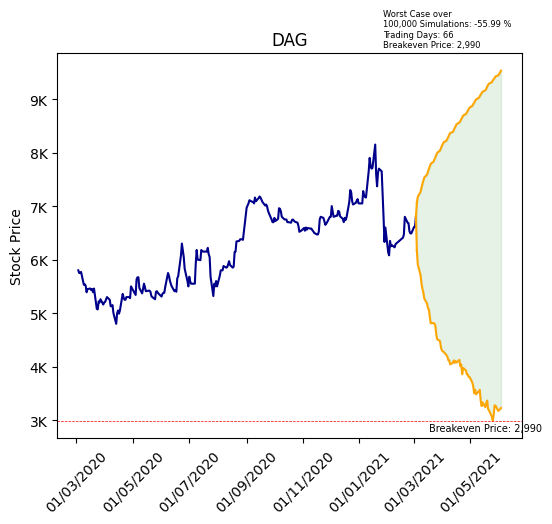 Worst Case over
100,000 Simulations: -55.99 %
Trading Days: 66
Breakeven Price: 2,990
DAG
Stock Price
9K
8K
7K
6K
5K
4K
3K
Breakeven Price: 2,990
01/03/2020
01/05/2020
01/07/2020
01/09/2020
01/11/2020
01/01/2021
01/03/2021
01/05/2021